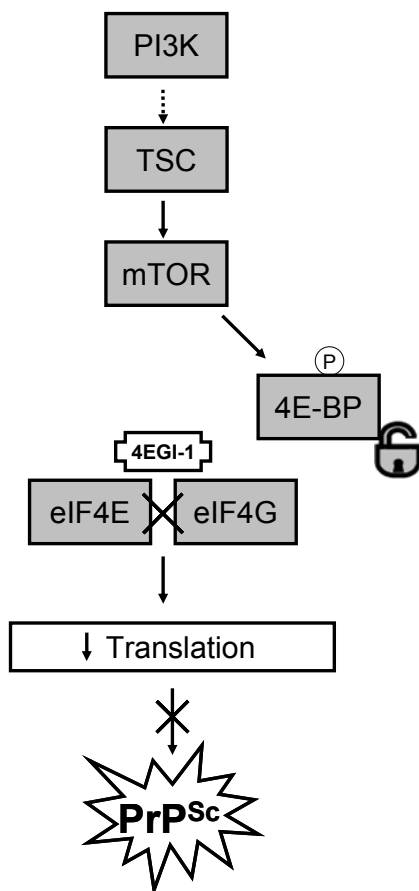 PI3K
TSC
mTOR
P
4E-BP
4EGI-1
eIF4E eIF4G
↓ Translation
PrPSc